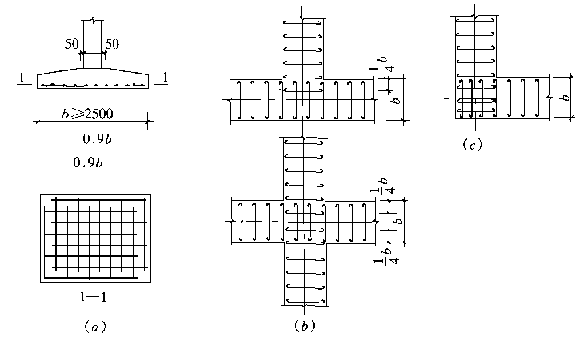 50 50
1 1
b⩾2500
0.9b
0.9b
1—1
(a)
1/4 b
b
1/4 b
b
1/4 b,
(b)
b
(c)